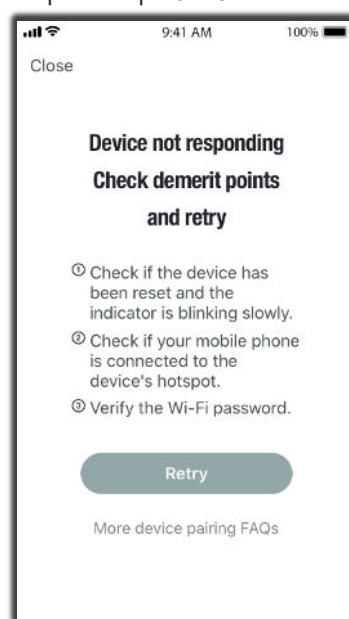 9:41 AM 100%
Close
Device not responding
Check demerit points
and retry
① Check if the device has
been reset and the
indicator is blinking slowly.
② Check if your mobile phone
is connected to the
device's hotspot.
③ Verify the Wi-Fi password.
Retry
More device pairing FAQs